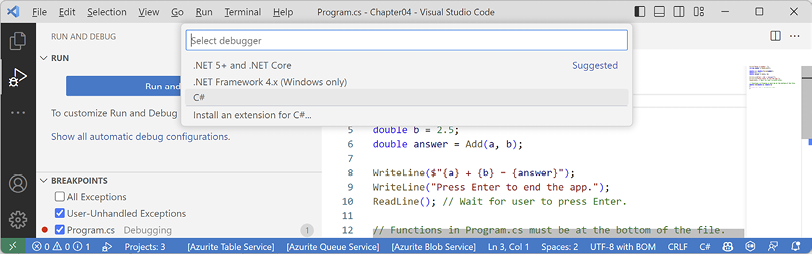 File Edit Selection View Go Run Terminal Help Program.cs - Chapter04 - Visual Studio Code
RUN AND DEBUG
RUN
Run and
To customize Run and Debug
Show all automatic debug configurations.
BREAKPOINTS
All Exceptions
User-Unhandled Exceptions
Program.cs Debugging 1
Select debugger
.NET 5+ and .NET Core Suggested
.NET Framework 4.x (Windows only)
C#
Install an extension for C#...
5 double b = 2.5;
6 double answer = Add(a, b);
7
8 WriteLine($"{a} + {b} = {answer}");
9 WriteLine("Press Enter to end the app.");
10 ReadLine(); // Wait for user to press Enter.
11
12 // Functions in Program.cs must be at the bottom of the file.
0 0 1 Projects: 3 [Azurite Table Service] [Azurite Queue Service] [Azurite Blob Service] Ln 3, Col 1 Spaces: 2 UTF-8 with BOM CRLF C#